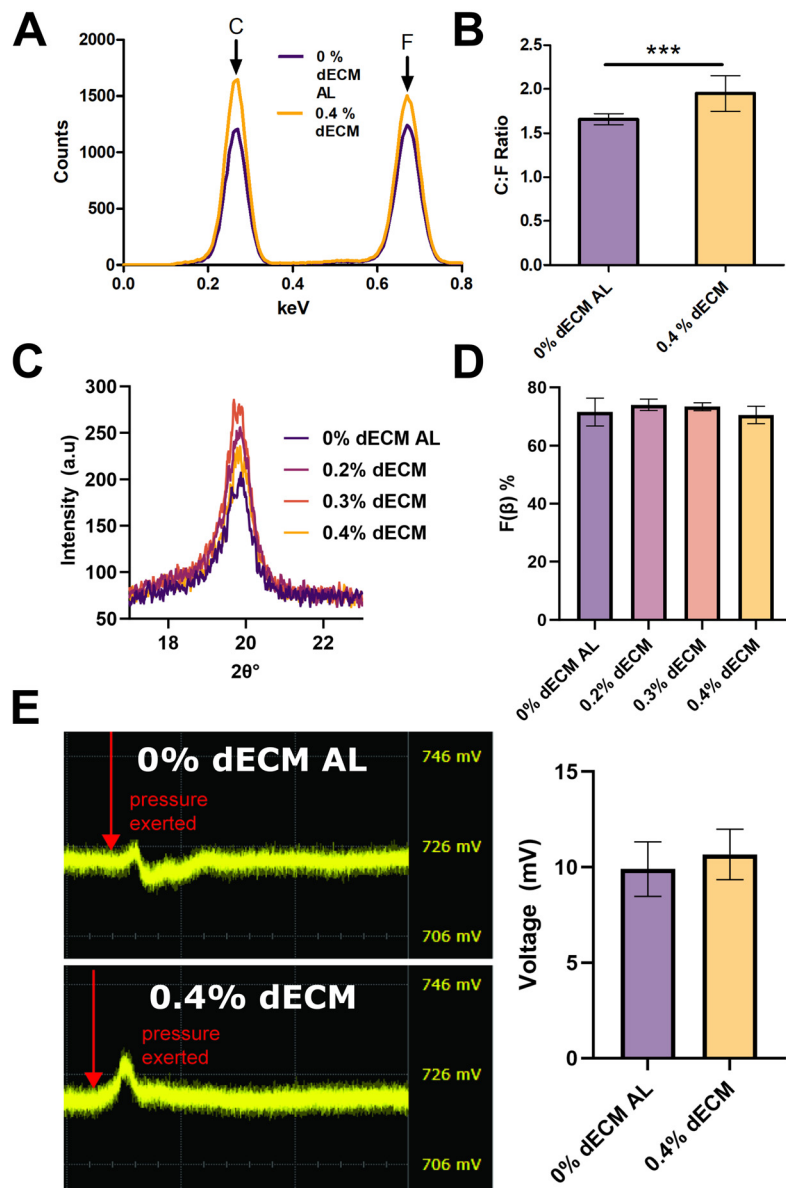 A
C
F
2000
1500
1000
500
0
Counts
0.0
0.2
0.4
0.6
0.8
keV
0 %
dECM
AL
0.4 %
dECM
B
***
2.5
2.0
1.5
1.0
0.5
0.0
C:F Ratio
0% dECM AL
0.4 % dECM
C
300
250
200
150
100
50
Intensity (a.u)
18
20
22
2θ°
0% dECM AL
0.2% dECM
0.3% dECM
0.4% dECM
D
80
60
40
20
0
F(β) %
0% dECM AL
0.2% dECM
0.3% dECM
0.4% dECM
E
0% dECM AL
pressure
exerted
746 mV
726 mV
706 mV
0.4% dECM
pressure
exerted
746 mV
726 mV
706 mV
15
10
5
0
Voltage (mV)
0% dECM AL
0.4% dECM